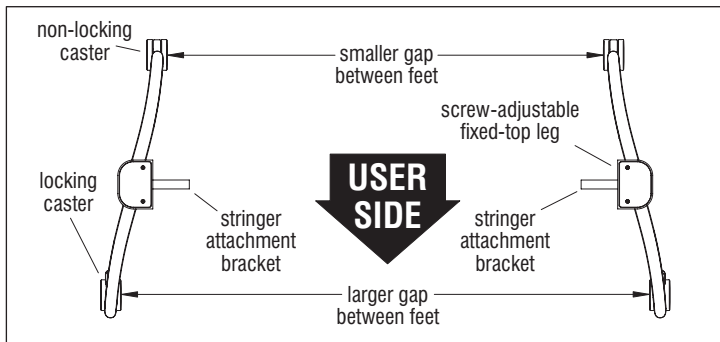 non-locking
caster
smaller gap
between feet
screw-adjustable
fixed-top leg
locking
caster
USER
SIDE
stringer
attachment
bracket
stringer
attachment
bracket
larger gap
between feet